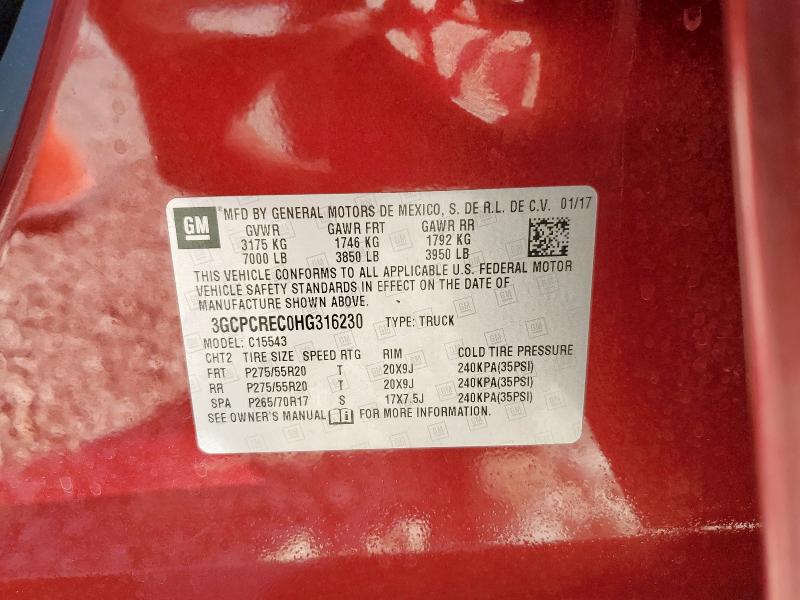 GM ® MFD BY GENERAL MOTORS DE MEXICO, S. DE R.L. DE C.V. 01/17
GVWR GAWR FRT GAWR RR
3175 KG 1746 KG 1792 KG
7000 LB 3850 LB 3950 LB
THIS VEHICLE CONFORMS TO ALL APPLICABLE U.S. FEDERAL MOTOR
VEHICLE SAFETY STANDARDS IN EFFECT ON THE DATE OF
MANUFACTURE SHOWN ABOVE.
3GCPCREC0HG316230 TYPE: TRUCK
MODEL: C15543
CHT2 TIRE SIZE SPEED RTG RIM COLD TIRE PRESSURE
FRT P275/55R20 T 20X9J 240KPA(35PSI)
RR P275/55R20 T 20X9J 240KPA(35PSI)
SPA P265/70R17 S 17X7.5J 240KPA(35PSI)
SEE OWNER'S MANUAL FOR MORE INFORMATION.